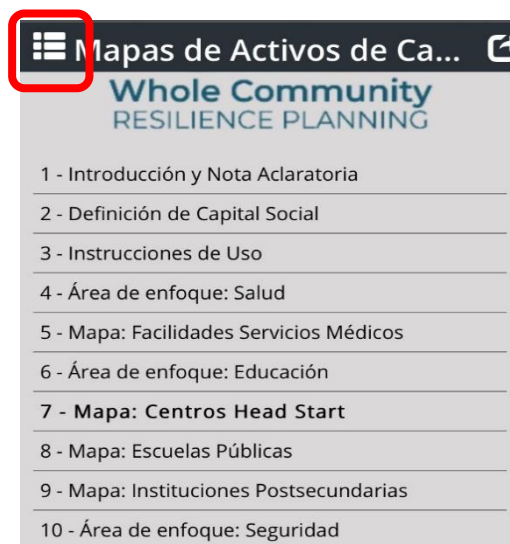 Mapas de Activos de Ca...
Whole Community
RESILIENCE PLANNING
1 - Introducción y Nota Aclaratoria
2 - Definición de Capital Social
3 - Instrucciones de Uso
4 - Área de enfoque: Salud
5 - Mapa: Facilidades Servicios Médicos
6 - Área de enfoque: Educación
7 - Mapa: Centros Head Start
8 - Mapa: Escuelas Públicas
9 - Mapa: Instituciones Postsecundarias
10 - Área de enfoque: Seguridad